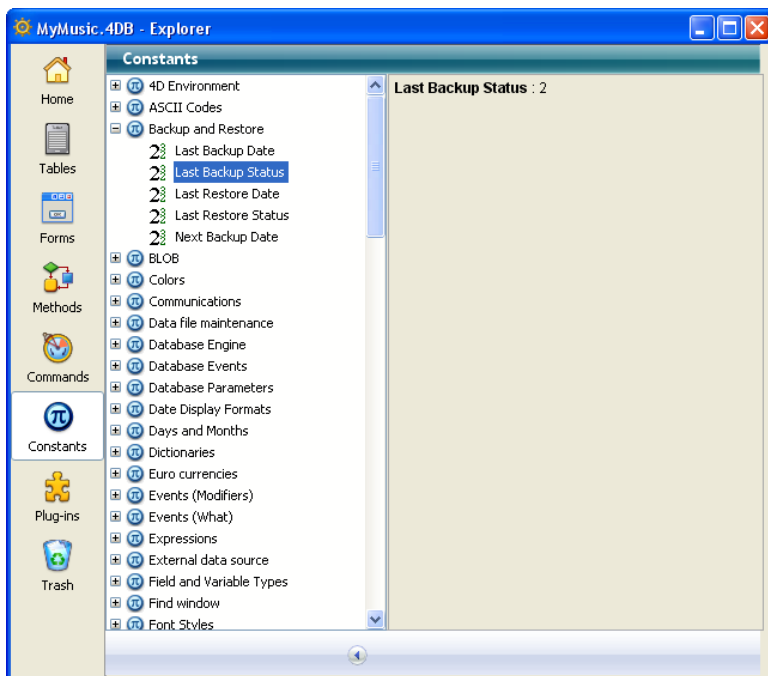 MyMusic.4DB - Explorer
Home
Tables
Forms
Methods
Commands
Constants
Plug-ins
Trash
Constants
4D Environment
ASCII Codes
Backup and Restore
Last Backup Date
Last Backup Status
Last Restore Date
Last Restore Status
Next Backup Date
BLOB
Colors
Communications
Data file maintenance
Database Engine
Database Events
Database Parameters
Date Display Formats
Days and Months
Dictionaries
Euro currencies
Events (Modifiers)
Events (What)
Expressions
External data source
Field and Variable Types
Find window
Font Styles
Last Backup Status : 2